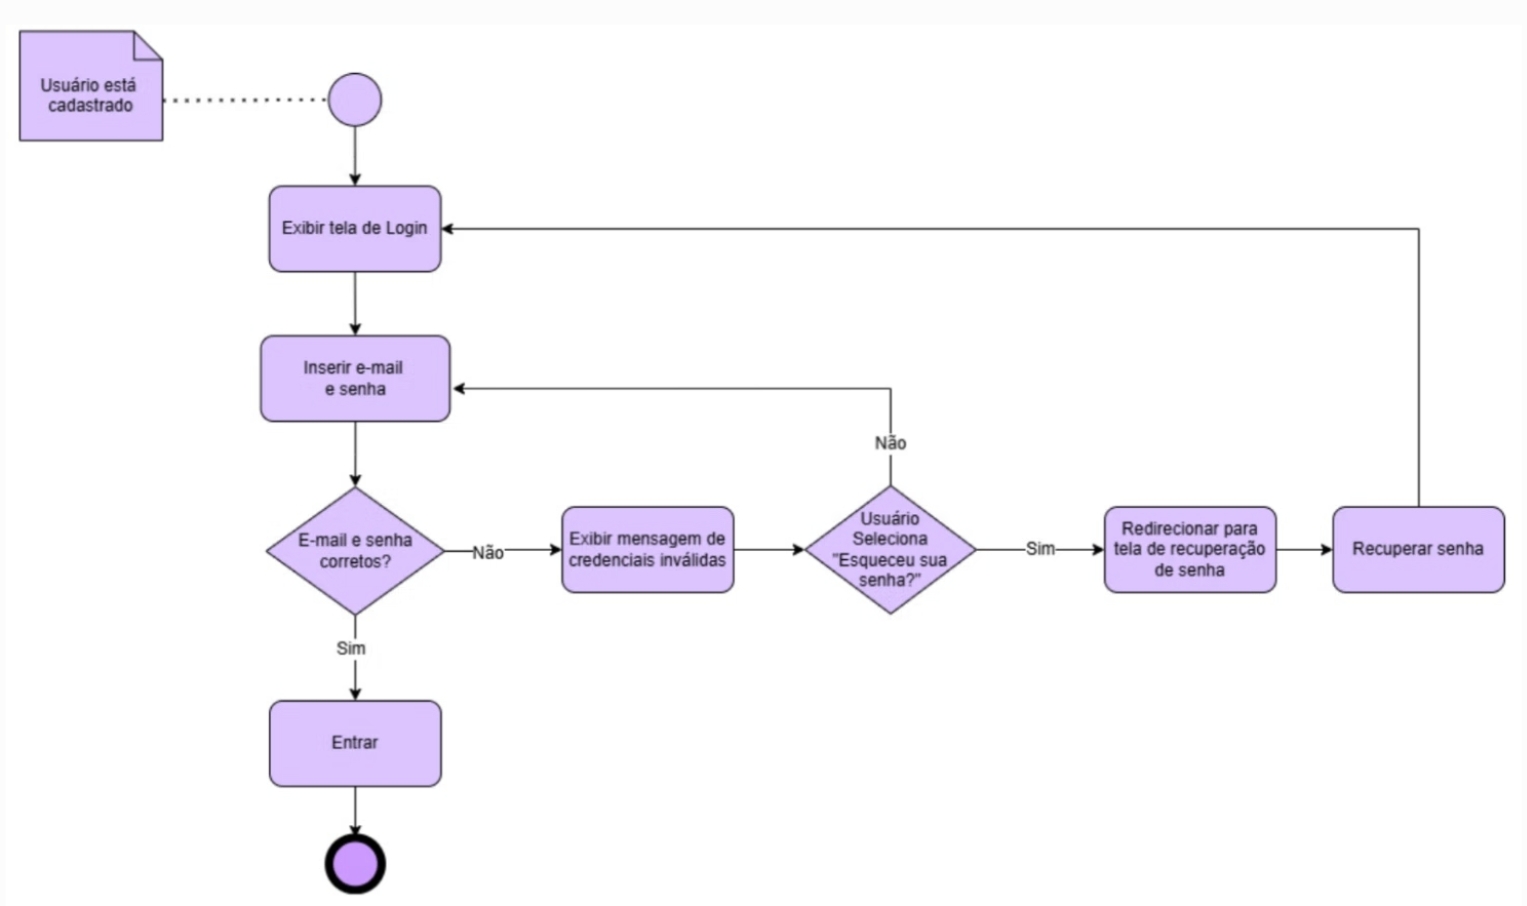 Usuário está
cadastrado
Exibir tela de Login
Inserir e-mail
e senha
Não
E-mail e senha
corretos?
Não
Exibir mensagem de
credenciais inválidas
Usuário
Seleciona
"Esqueceu sua
senha?"
Sim
Redirecionar para
tela de recuperação
de senha
Recuperar senha
Sim
Entrar